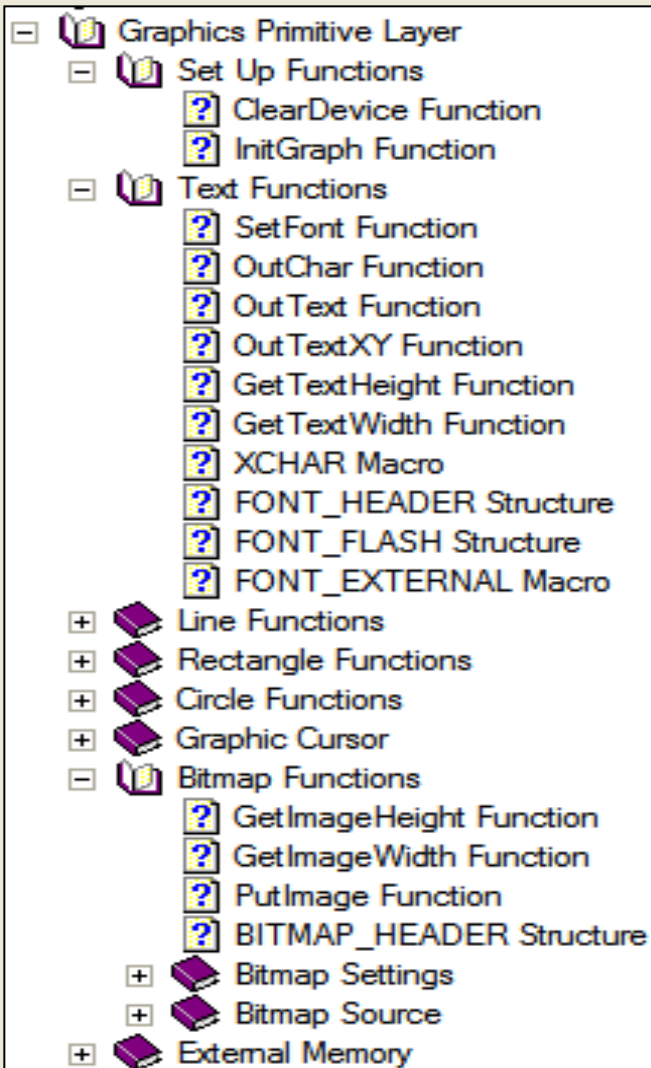 Graphics Primitive Layer
Set Up Functions
ClearDevice Function
InitGraph Function
Text Functions
SetFont Function
OutChar Function
OutText Function
OutTextXY Function
GetTextHeight Function
GetTextWidth Function
XCHAR Macro
FONT_HEADER Structure
FONT_FLASH Structure
FONT_EXTERNAL Macro
Line Functions
Rectangle Functions
Circle Functions
Graphic Cursor
Bitmap Functions
GetImageHeight Function
GetImageWidth Function
PutImage Function
BITMAP_HEADER Structure
Bitmap Settings
Bitmap Source
External Memory